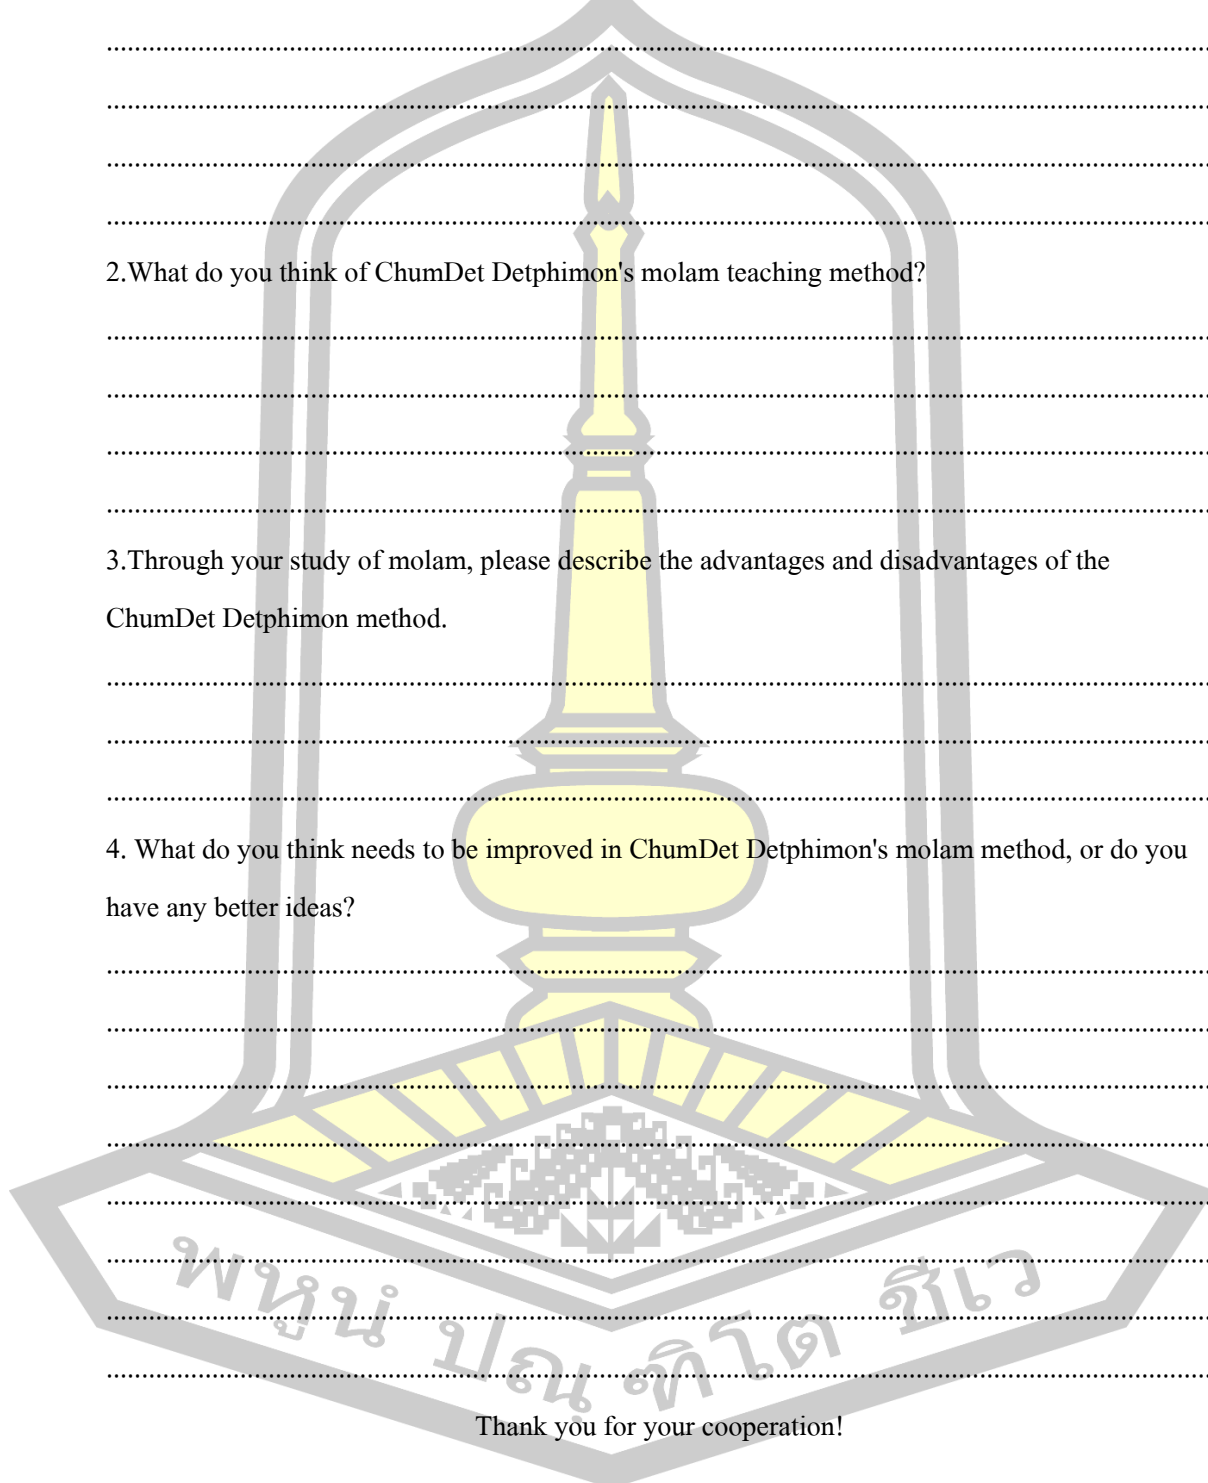 ........................................................................................................................................................................
........................................................................................................................................................................
........................................................................................................................................................................
........................................................................................................................................................................
2.What do you think of ChumDet Detphimon's molam teaching method?
........................................................................................................................................................................
........................................................................................................................................................................
........................................................................................................................................................................
........................................................................................................................................................................
3.Through your study of molam, please describe the advantages and disadvantages of the
ChumDet Detphimon method.
........................................................................................................................................................................
........................................................................................................................................................................
........................................................................................................................................................................
4. What do you think needs to be improved in ChumDet Detphimon's molam method, or do you
have any better ideas?
........................................................................................................................................................................
........................................................................................................................................................................
........................................................................................................................................................................
........................................................................................................................................................................
........................................................................................................................................................................
........................................................................................................................................................................
........................................................................................................................................................................
........................................................................................................................................................................
พหูนํ ปณฺฑิโต ชีเว
Thank you for your cooperation!